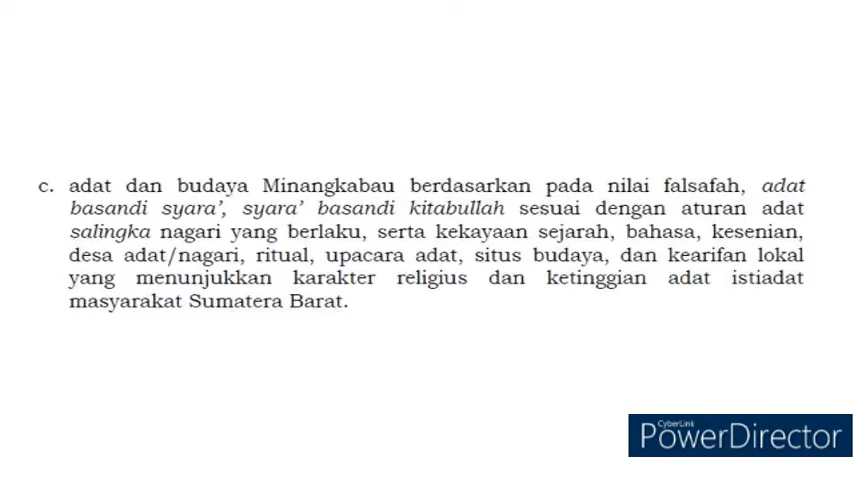 c. adat dan budaya Minangkabau berdasarkan pada nilai falsafah, adat
basandi syara’, syara’ basandi kitabullah sesuai dengan aturan adat
salingka nagari yang berlaku, serta kekayaan sejarah, bahasa, kesenian,
desa adat/nagari, ritual, upacara adat, situs budaya, dan kearifan lokal
yang menunjukkan karakter religius dan ketinggian adat istiadat
masyarakat Sumatera Barat.
CyberLink
PowerDirector